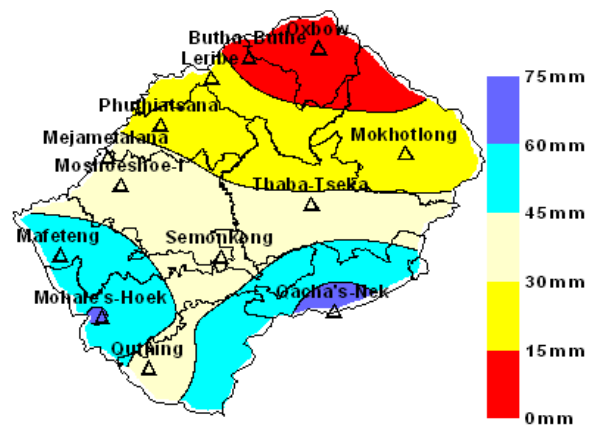 Oxbow
Butha-Buthe
Leribe
Phuthiatsana
Mokhotlong
Mejametalana
Moshoeshoe-I
Thaba-Tseka
Mafeteng
Semonkong
Mohale's-Hoek
Qacha's-Nek
Quthing
75mm
60mm
45mm
30mm
15mm
0mm